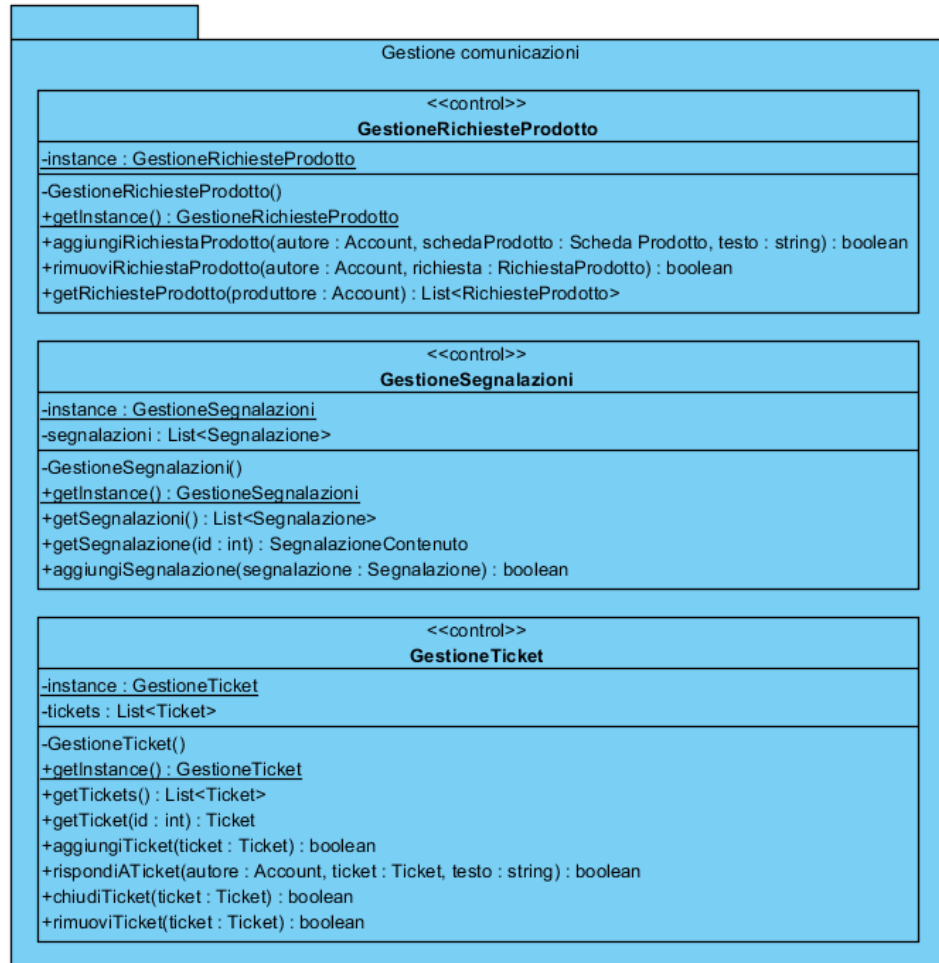 Gestione comunicazioni
<<control>>
GestioneRichiesteProdotto
-instance : GestioneRichiesteProdotto
-GestioneRichiesteProdotto()
+getInstance() : GestioneRichiesteProdotto
+aggiungiRichiestaProdotto(autore : Account, schedaProdotto : Scheda Prodotto, testo : string) : boolean
+rimuoviRichiestaProdotto(autore : Account, richiesta : RichiestaProdotto) : boolean
+getRichiesteProdotto(produttore : Account) : List<RichiesteProdotto>
<<control>>
GestioneSegnalazioni
-instance : GestioneSegnalazioni
-segnalazioni : List<Segnalazione>
-GestioneSegnalazioni()
+getInstance() : GestioneSegnalazioni
+getSegnalazioni() : List<Segnalazione>
+getSegnalazione(id : int) : SegnalazioneContenuto
+aggiungiSegnalazione(segnalazione : Segnalazione) : boolean
<<control>>
GestioneTicket
-instance : GestioneTicket
-tickets : List<Ticket>
-GestioneTicket()
+getInstance() : GestioneTicket
+getTickets() : List<Ticket>
+getTicket(id : int) : Ticket
+aggiungiTicket(ticket : Ticket) : boolean
+rispondiATicket(autore : Account, ticket : Ticket, testo : string) : boolean
+chiudiTicket(ticket : Ticket) : boolean
+rimuoviTicket(ticket : Ticket) : boolean